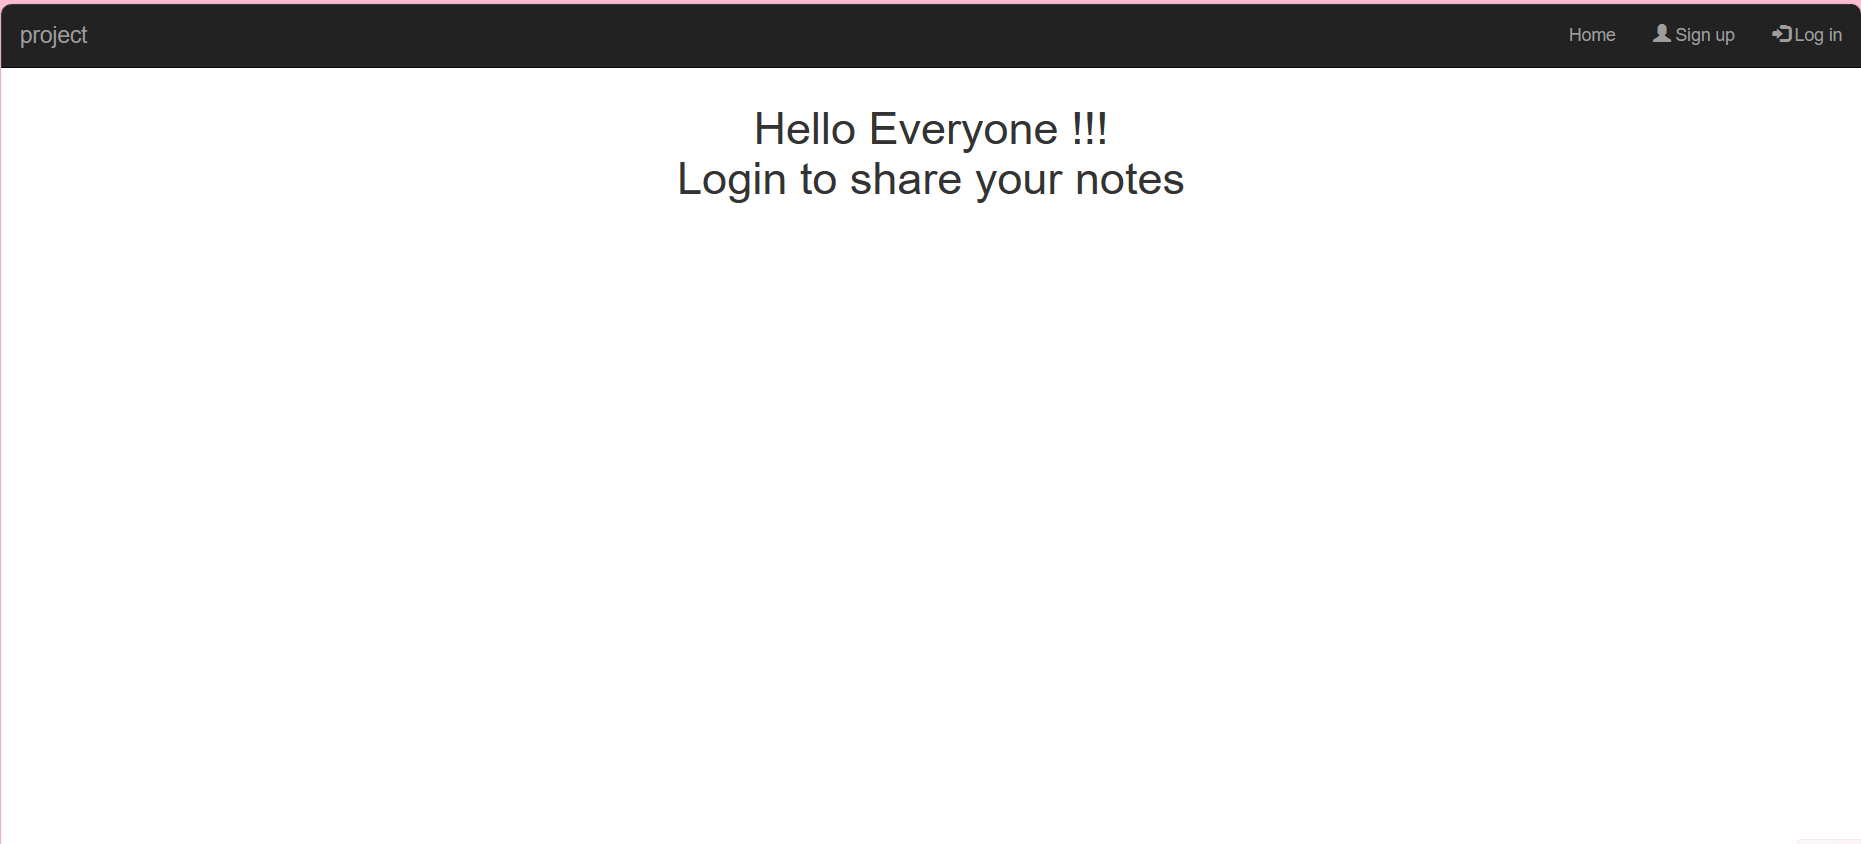 project
Home
Sign up
Log in
Hello Everyone !!!
Login to share your notes